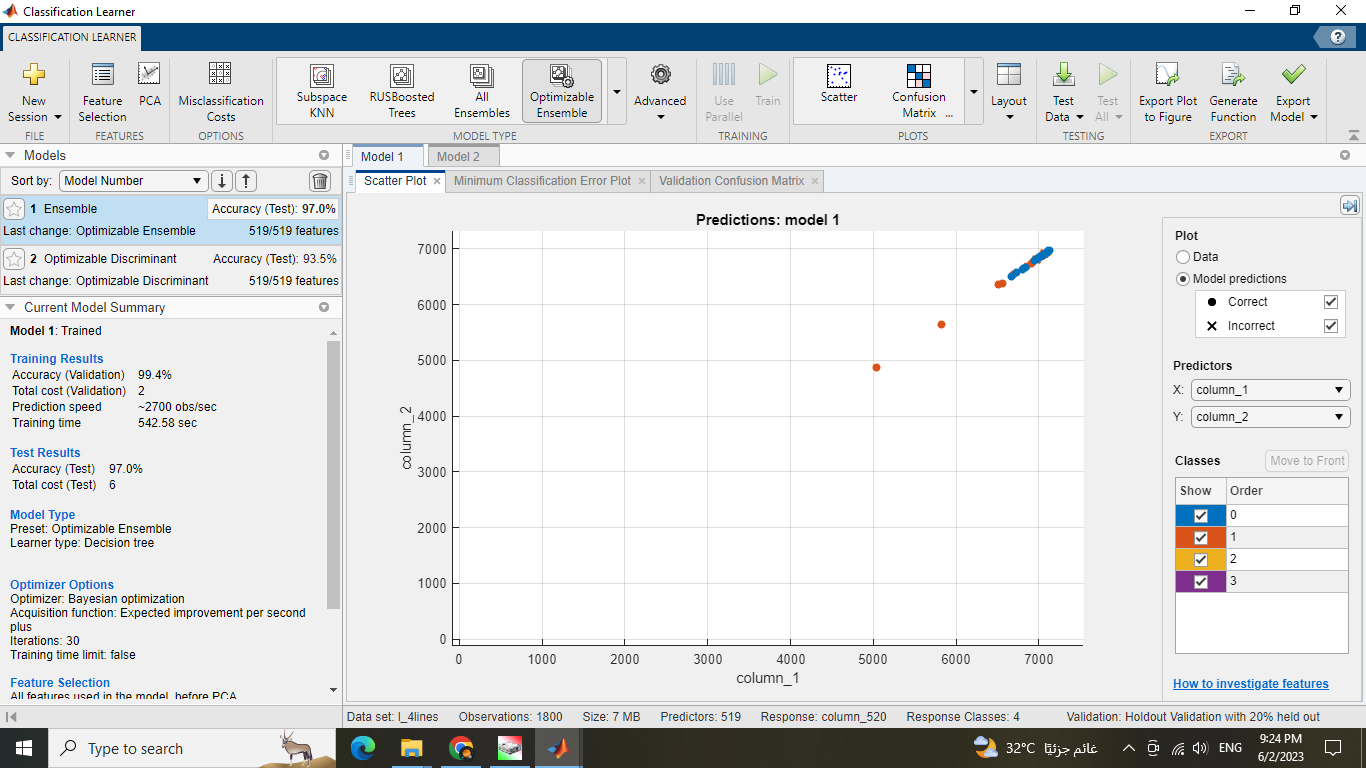 Classification Learner
CLASSIFICATION LEARNER
New Session
Feature Selection
PCA
Misclassification Costs
Subspace KNN
RUSBoosted Trees
All Ensembles
Optimizable Ensemble
Advanced
Use Parallel
Train
Scatter
Confusion Matrix ...
Layout
Test Data
Test All
Export Plot to Figure
Generate Function
Export Model
FILE
FEATURES
OPTIONS
MODEL TYPE
TRAINING
PLOTS
TESTING
EXPORT
Models
Sort by: Model Number
1 Ensemble Accuracy (Test): 97.0%
Last change: Optimizable Ensemble 519/519 features
2 Optimizable Discriminant Accuracy (Test): 93.5%
Last change: Optimizable Discriminant 519/519 features
Current Model Summary
Model 1: Trained
Training Results
Accuracy (Validation) 99.4%
Total cost (Validation) 2
Prediction speed ~2700 obs/sec
Training time 542.58 sec
Test Results
Accuracy (Test) 97.0%
Total cost (Test) 6
Model Type
Preset: Optimizable Ensemble
Learner type: Decision tree
Optimizer Options
Optimizer: Bayesian optimization
Acquisition function: Expected improvement per second
plus
Iterations: 30
Training time limit: false
Feature Selection
All features used in the model, before PCA
Model 1 Model 2
Scatter Plot Minimum Classification Error Plot Validation Confusion Matrix
Predictions: model 1
7000
6000
5000
4000
3000
2000
1000
0
column_2
0 1000 2000 3000 4000 5000 6000 7000
column_1
Plot
Data
Model predictions
Correct
Incorrect
Predictors
X: column_1
Y: column_2
Classes Move to Front
Show Order
0
1
2
3
How to investigate features
Data set: l_4lines Observations: 1800 Size: 7 MB Predictors: 519 Response: column_520 Response Classes: 4 Validation: Holdout Validation with 20% held out
Type to search
32°C غائم جزئيًا
ENG
9:24 PM
6/2/2023